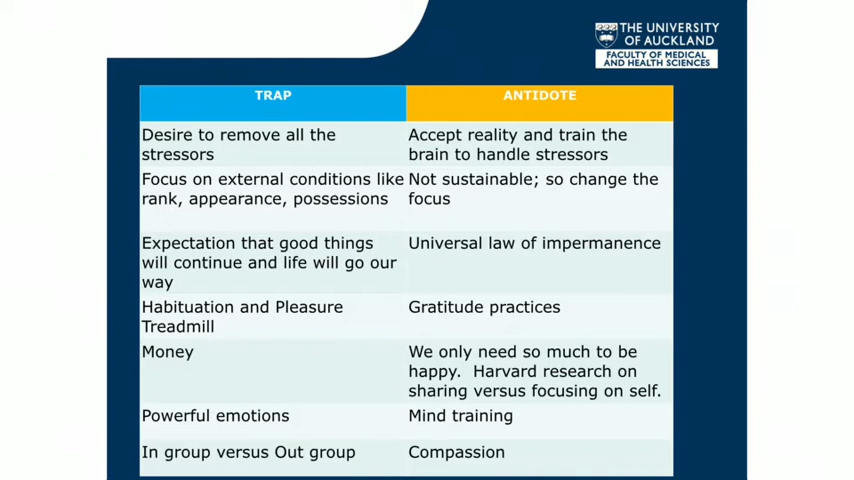 THE UNIVERSITY
OF AUCKLAND
FACULTY OF MEDICAL
AND HEALTH SCIENCES
TRAP
ANTIDOTE
Desire to remove all the
stressors
Accept reality and train the
brain to handle stressors
Focus on external conditions like
rank, appearance, possessions
Not sustainable; so change the
focus
Expectation that good things
will continue and life will go our
way
Universal law of impermanence
Habituation and Pleasure
Treadmill
Gratitude practices
Money
We only need so much to be
happy.  Harvard research on
sharing versus focusing on self.
Powerful emotions
Mind training
In group versus Out group
Compassion